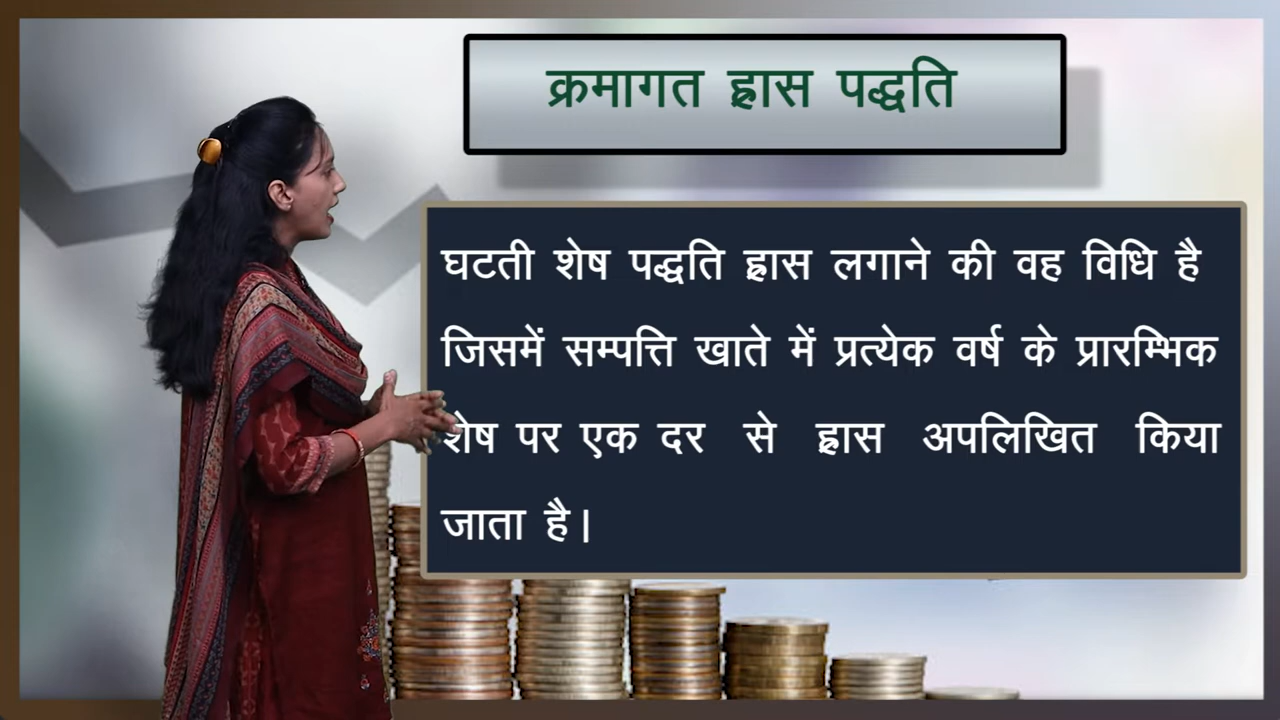 क्रमागत ह्रास पद्धति
घटती शेष पद्धति ह्रास लगाने की वह विधि है
जिसमें सम्पत्ति खाते में प्रत्येक वर्ष के प्रारम्भिक
शेष पर एक दर से ह्रास अपलिखित किया
जाता है।